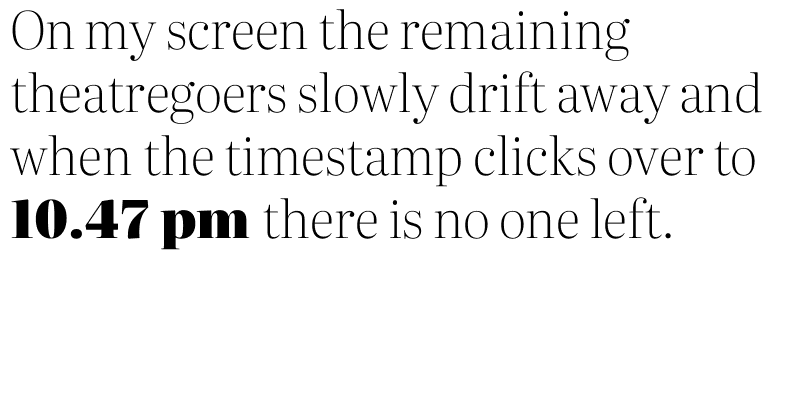 On my screen the remaining
theatregoers slowly drift away and
when the timestamp clicks over to
10.47 pm there is no one left.